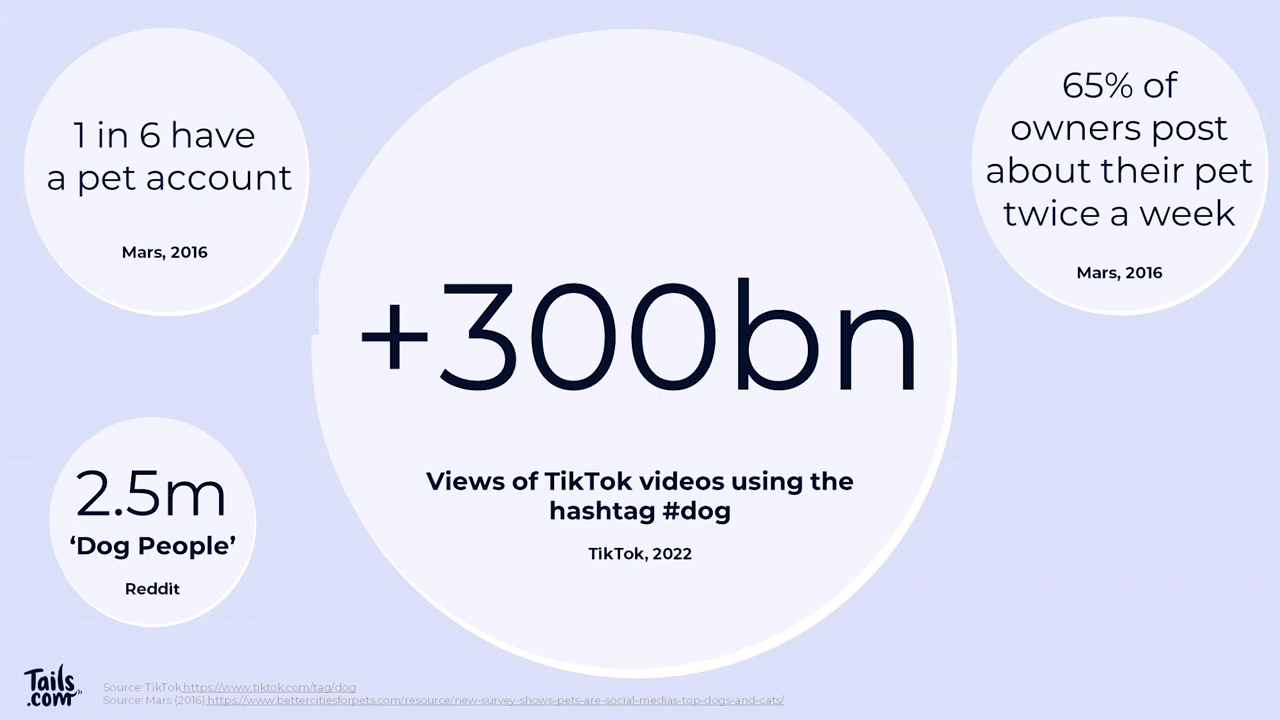 1 in 6 have
a pet account
Mars, 2016
+300bn
Views of TikTok videos using the
hashtag #dog
TikTok, 2022
65% of
owners post
about their pet
twice a week
Mars, 2016
2.5m
‘Dog People’
Reddit
Tails
.com
Source: TikTok https://www.tiktok.com/tag/dog
Source: Mars (2016) https://www.bettercitiesforpets.com/resource/new-survey-shows-pets-are-social-medias-top-dogs-and-cats/